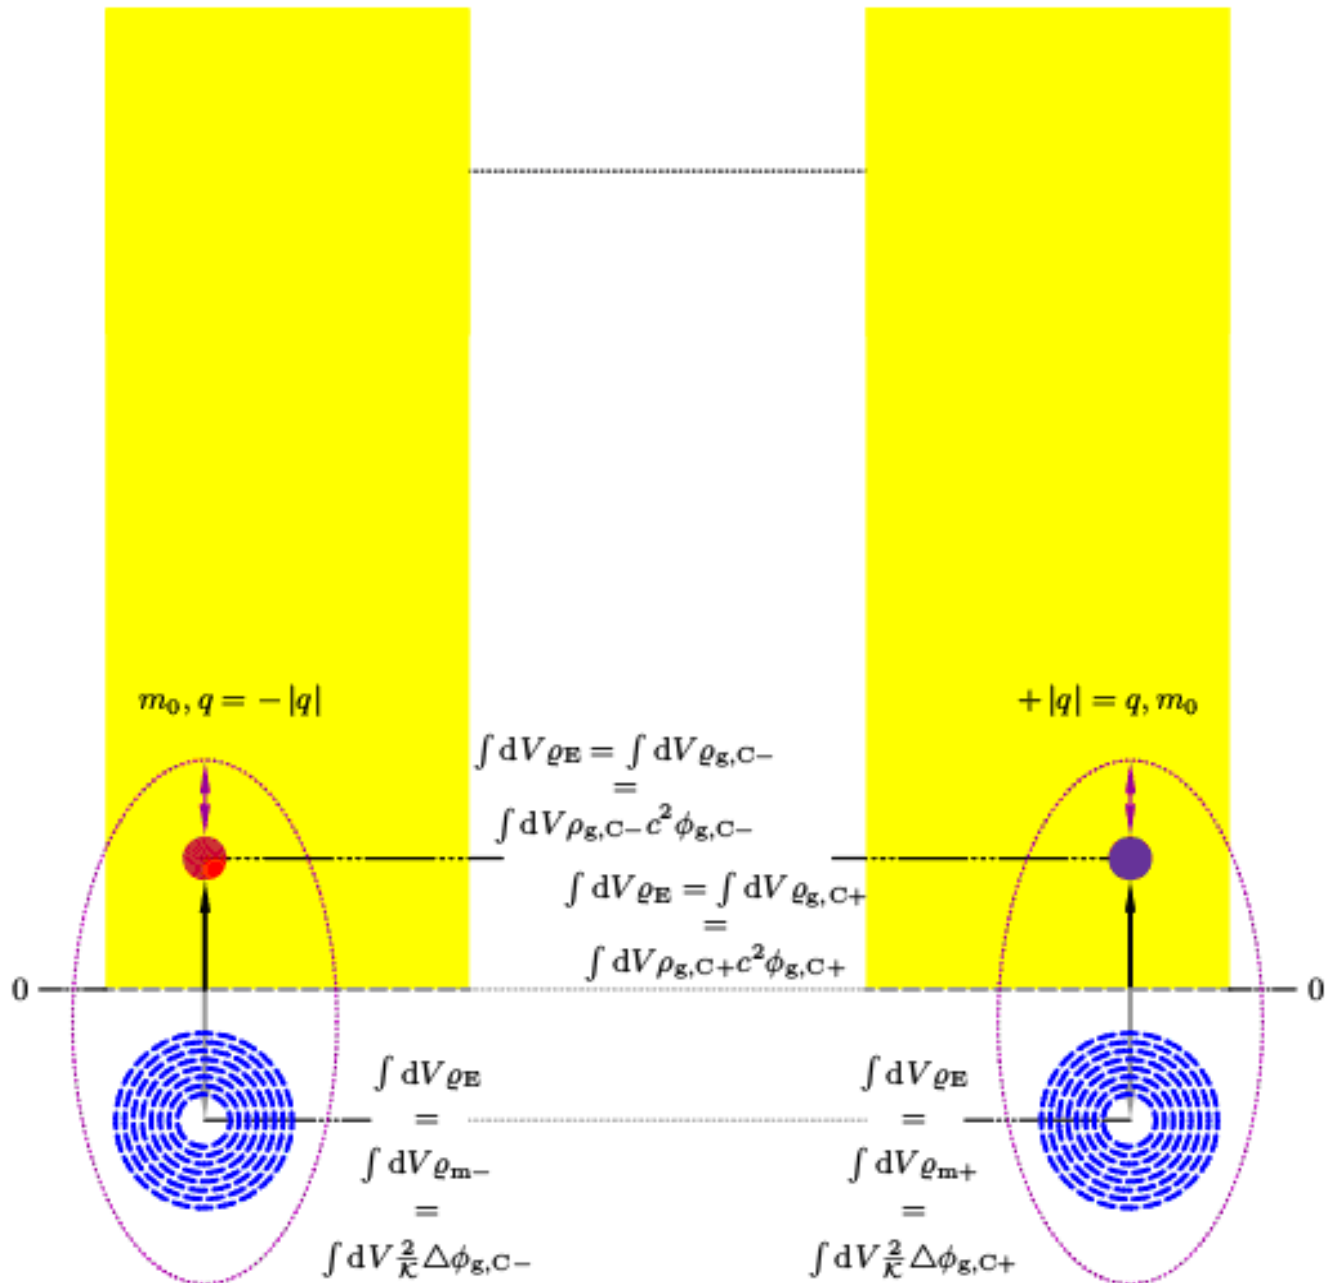 m₀, q = − |q|
+ |q| = q, m₀
∫ dV ϱ_E = ∫ dV ϱ_g,C−
=
∫ dV ρ_g,C− c² ϕ_g,C−
∫ dV ϱ_E = ∫ dV ϱ_g,C+
=
∫ dV ρ_g,C+ c² ϕ_g,C+
0
0
∫ dV ϱ_E
=
∫ dV ϱ_m−
=
∫ dV 2/𝜅 △ϕ_g,C−
∫ dV ϱ_E
=
∫ dV ϱ_m+
=
∫ dV 2/𝜅 △ϕ_g,C+